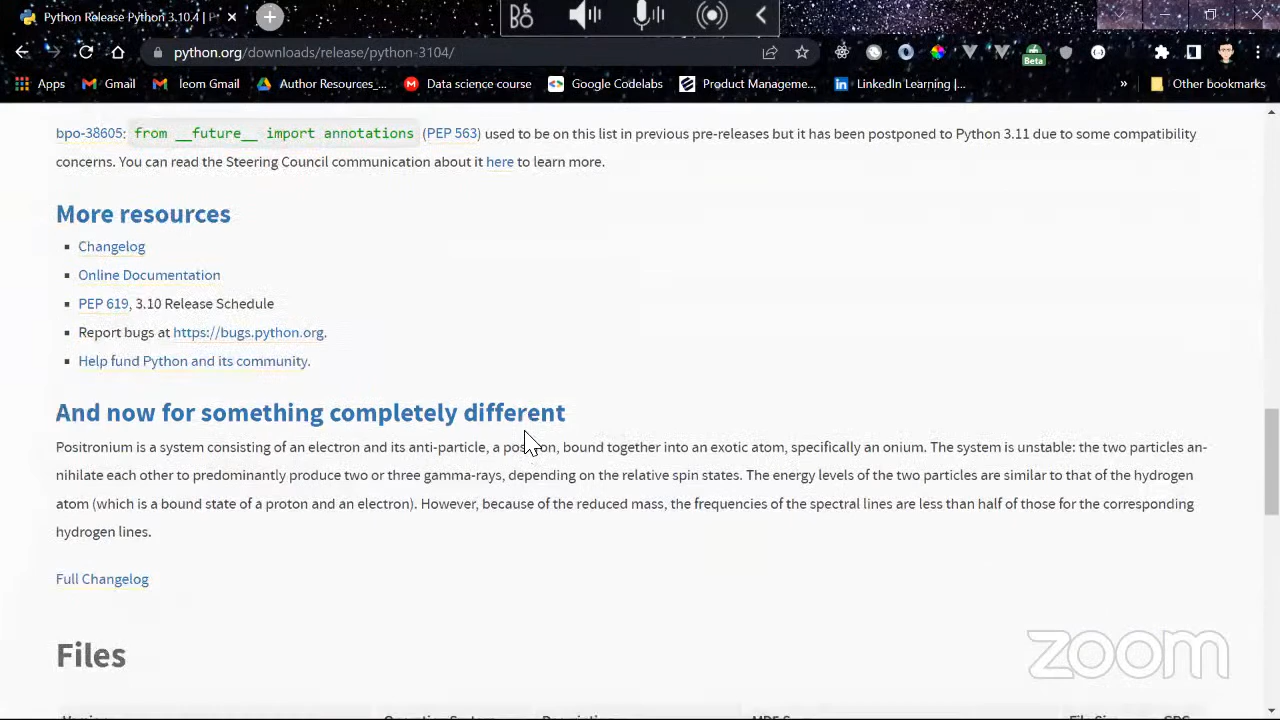 Python Release Python 3.10.4 | P
python.org/downloads/release/python-3104/
Beta
Apps Gmail leom Gmail Author Resources_... Data science course Google Codelabs Product Manageme... LinkedIn Learning |... » Other bookmarks
bpo-38605: from __future__ import annotations (PEP 563) used to be on this list in previous pre-releases but it has been postponed to Python 3.11 due to some compatibility
concerns. You can read the Steering Council communication about it here to learn more.
More resources
Changelog
Online Documentation
PEP 619, 3.10 Release Schedule
Report bugs at https://bugs.python.org.
Help fund Python and its community.
And now for something completely different
Positronium is a system consisting of an electron and its anti-particle, a positron, bound together into an exotic atom, specifically an onium. The system is unstable: the two particles an-
nihilate each other to predominantly produce two or three gamma-rays, depending on the relative spin states. The energy levels of the two particles are similar to that of the hydrogen
atom (which is a bound state of a proton and an electron). However, because of the reduced mass, the frequencies of the spectral lines are less than half of those for the corresponding
hydrogen lines.
Full Changelog
Files
zoom